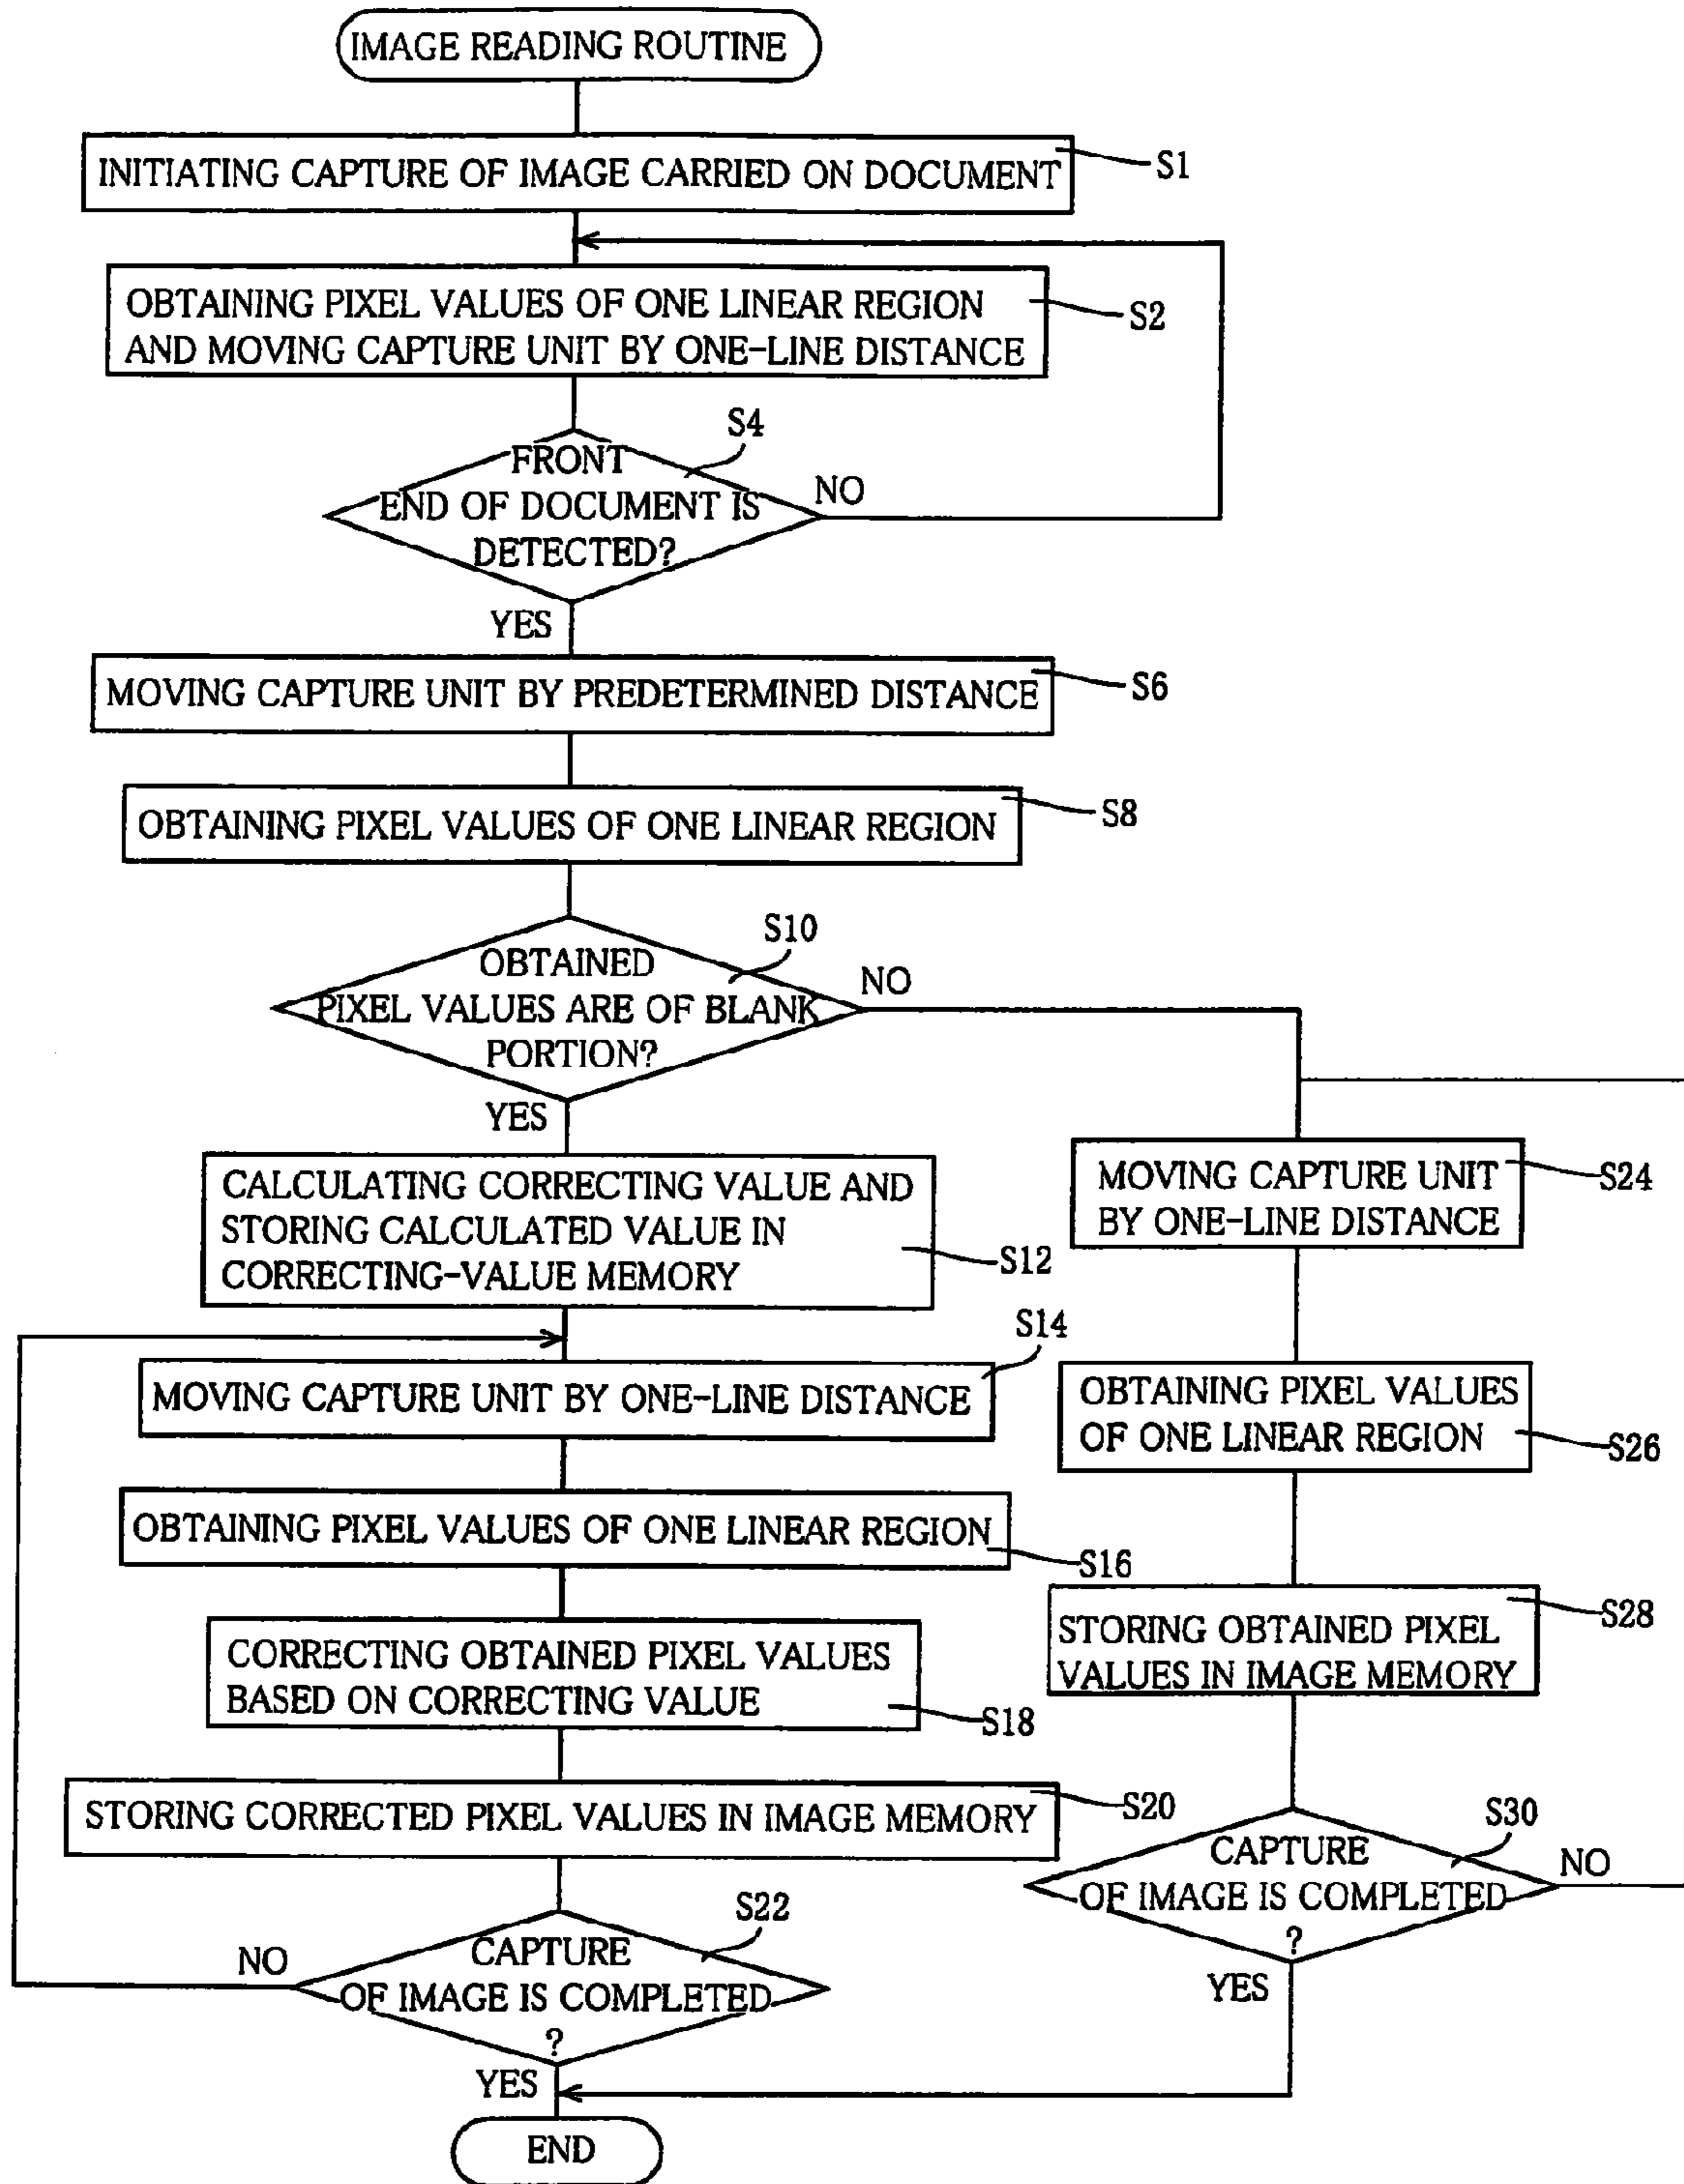 IMAGE READING ROUTINE
INITIATING CAPTURE OF IMAGE CARRIED ON DOCUMENT
S1
OBTAINING PIXEL VALUES OF ONE LINEAR REGION
AND MOVING CAPTURE UNIT BY ONE-LINE DISTANCE
S2
S4
FRONT
END OF DOCUMENT IS
DETECTED?
NO
YES
MOVING CAPTURE UNIT BY PREDETERMINED DISTANCE
S6
OBTAINING PIXEL VALUES OF ONE LINEAR REGION
S8
S10
OBTAINED
PIXEL VALUES ARE OF BLANK
PORTION?
NO
YES
CALCULATING CORRECTING VALUE AND
STORING CALCULATED VALUE IN
CORRECTING-VALUE MEMORY
S12
S14
MOVING CAPTURE UNIT BY ONE-LINE DISTANCE
OBTAINING PIXEL VALUES OF ONE LINEAR REGION
S16
CORRECTING OBTAINED PIXEL VALUES
BASED ON CORRECTING VALUE
S18
STORING CORRECTED PIXEL VALUES IN IMAGE MEMORY
S20
S22
CAPTURE
OF IMAGE IS COMPLETED
?
NO
YES
MOVING CAPTURE UNIT
BY ONE-LINE DISTANCE
S24
OBTAINING PIXEL VALUES
OF ONE LINEAR REGION
S26
STORING OBTAINED PIXEL
VALUES IN IMAGE MEMORY
S28
S30
CAPTURE
OF IMAGE IS COMPLETED
?
NO
YES
END